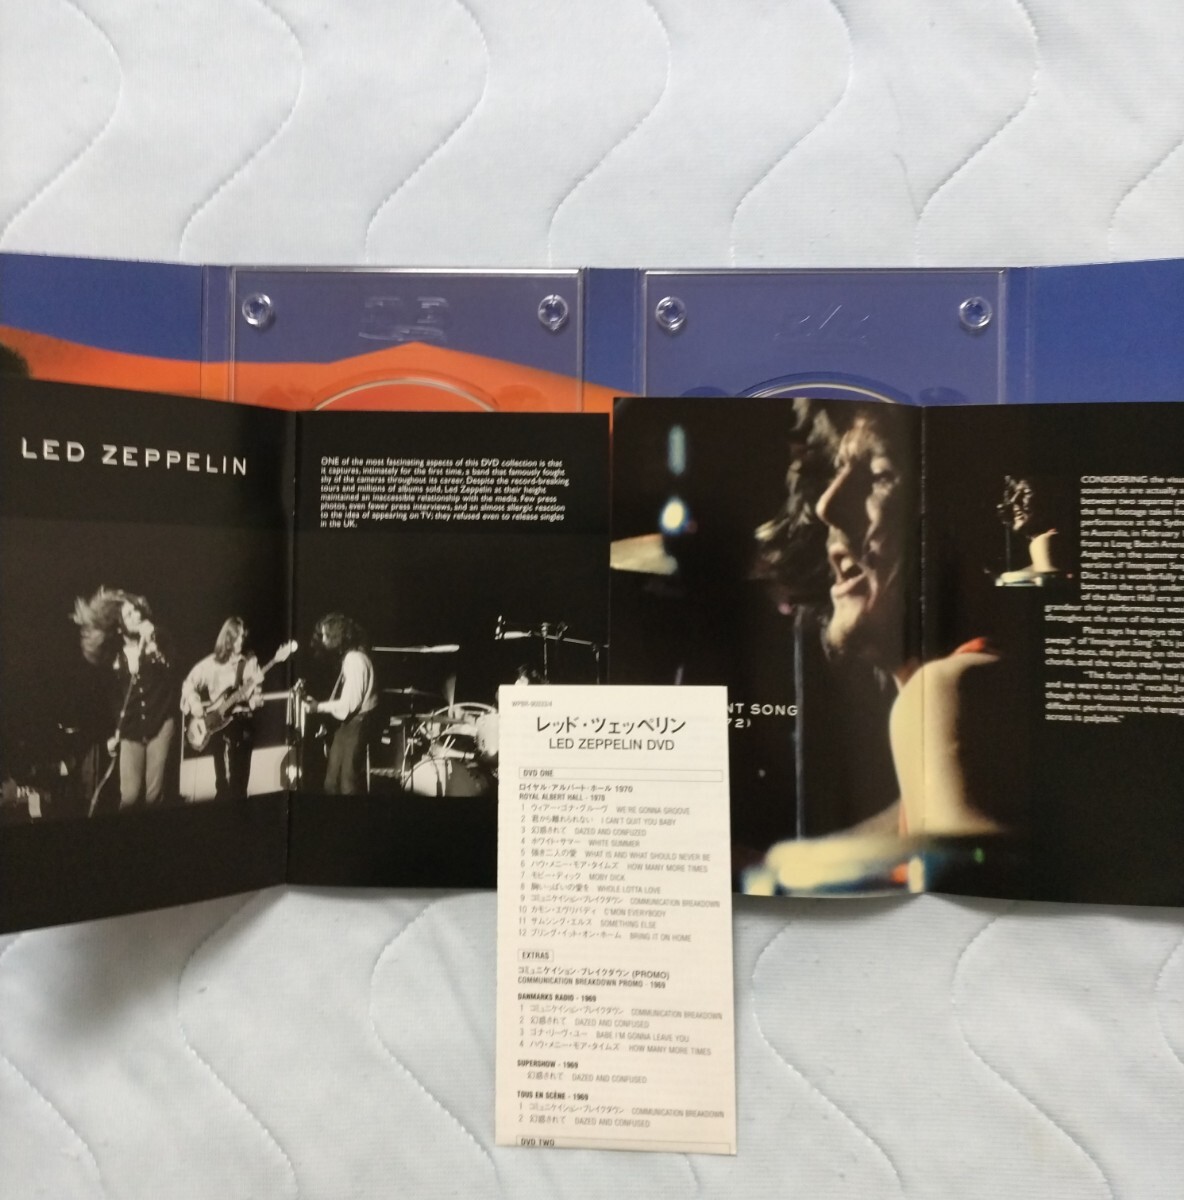 LED ZEPPELIN
ONE of the most fascinating aspects of this DVD collection is that
it captures, intimately for the first time, a band that famously fought
shy of the cameras throughout its career. Despite the record-breaking
tours and millions of albums sold, Led Zeppelin at their height
maintained an inaccessible relationship with the media. Few press
photos, even fewer press interviews, and an almost allergic reaction
to the idea of appearing on TV; they refused even to release singles
in the UK.
NT SONG
72)
CONSIDERING the visu
soundtrack are actually a
from two separate
the film footage taken fr
performance at the Syd
in Australia, in February 1
from a Long Beach Arena
Angeles, in the summer o
version of 'Immigrant Son
Disc 2 is a wonderfully e
between the early, unde
of the Albert Hall era an
grandeur their performances wo
throughout the rest of the seven
Plant says he enjoys the
sweep" of 'Immigrant Song'. "It's ju
the tail-outs, the phrasing on tho
chords, and the vocals really wor
"The fourth album had j
and we were on a roll," recalls Jo
though the visuals and soundtrac
different performances, the energ
across is palpable."
レッド・ツェッペリン
LED ZEPPELIN DVD
DVD ONE
ロイヤル・アルバート・ホール 1970
ROYAL ALBERT HALL - 1970
1 ウィアー・ゴナ・グルーヴ WE'RE GONNA GROOVE
2 君から離れられない I CAN'T QUIT YOU BABY
3 幻惑されて DAZED AND CONFUZED
4 ホワイト・サマー WHITE SUMMER
5 強き二人の愛 WHAT IS AND WHAT SHOULD NEVER BE
6 ハウ・メニー・モア・タイムズ HOW MANY MORE TIMES
7 モビー・ディック MOBY DICK
8 胸いっぱいの愛を WHOLE LOTTA LOVE
9 コミュニケイション・ブレイクダウン COMMUNICATION BREAKDOWN
10 カモン・エヴリバディ C'MON EVERYBODY
11 サムシング・エルス SOMETHING ELSE
12 ブリング・イット・オン・ホーム BRING IT ON HOME
EXTRAS
コミュニケイション・ブレイクダウン (PROMO)
COMMUNICATION BREAKDOWN PROMO - 1969
DANMARKS RADIO - 1969
1 コミュニケイション・ブレイクダウン COMMUNICATION BREAKDOWN
2 幻惑されて DAZED AND CONFUSED
3 ゴナ・リーヴ・ユー BABE I'M GONNA LEAVE YOU
4 ハウ・メニー・モア・タイムズ HOW MANY MORE TIMES
SUPERSHOW - 1969
幻惑されて DAZED AND CONFUSED
TOUS EN SCÈNE - 1969
1 コミュニケイション・ブレイクダウン COMMUNICATION BREAKDOWN
2 幻惑されて DAZED AND CONFUSED
DVD TWO